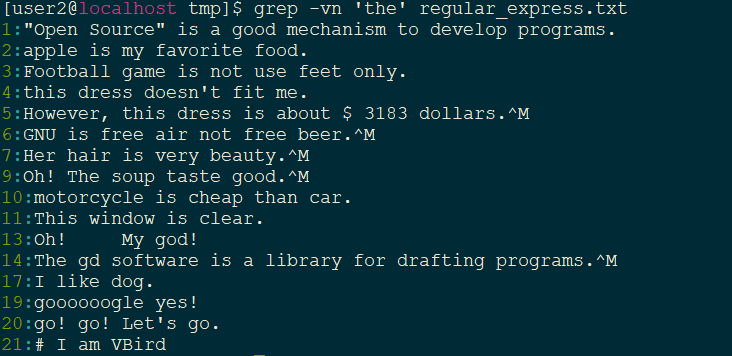 [user2@localhost tmp]$ grep -vn 'the' regular_express.txt
1:"Open Source" is a good mechanism to develop programs.
2:apple is my favorite food.
3:Football game is not use feet only.
4:this dress doesn't fit me.
5:However, this dress is about $ 3183 dollars.^M
6:GNU is free air not free beer.^M
7:Her hair is very beauty.^M
9:Oh! The soup taste good.^M
10:motorcycle is cheap than car.
11:This window is clear.
13:Oh!     My god!
14:The gd software is a library for drafting programs.^M
17:I like dog.
19:goooooogle yes!
20:go! go! Let's go.
21:# I am VBird